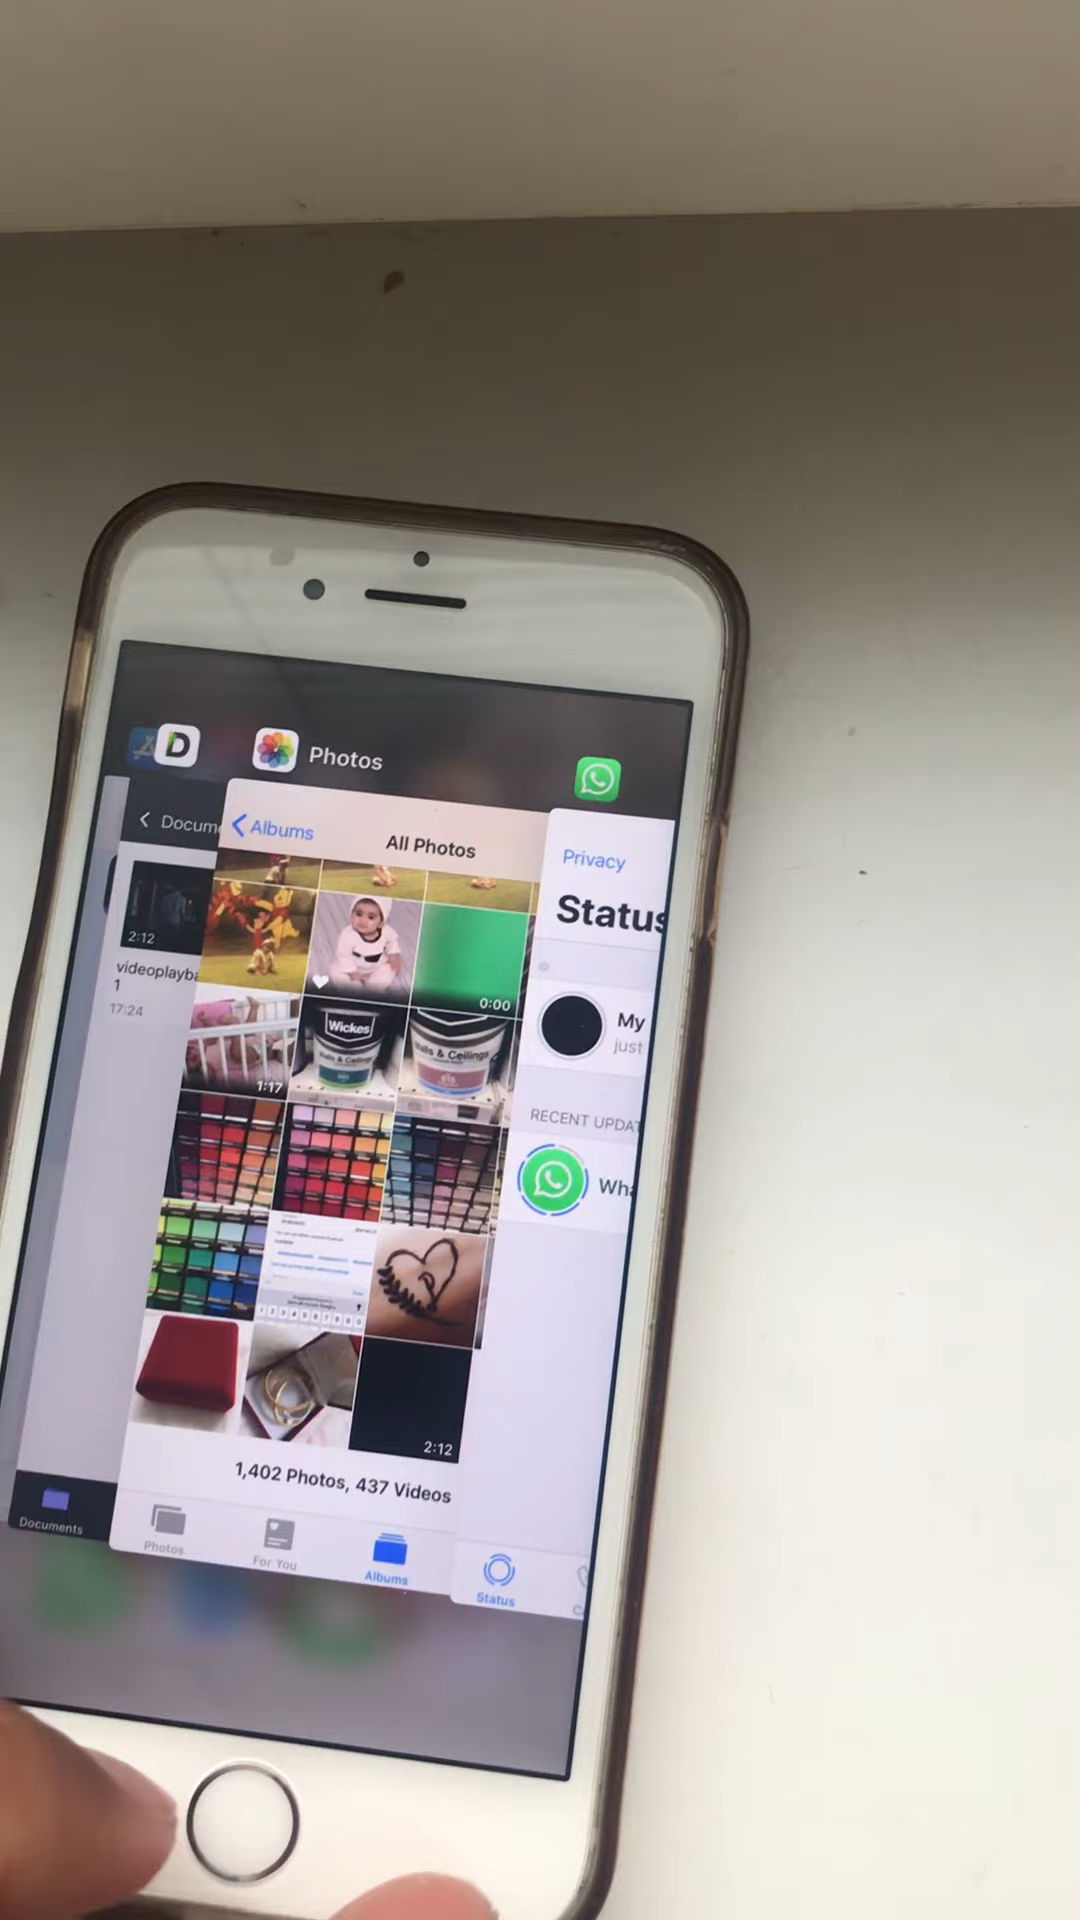 D
Photos
Docum
Albums
All Photos
Privacy
Status
2:12
videoplayba
1
17:24
0:00
My
just
1:17
Wickes
Walls & Ceilings
RECENT UPDAT
Wha
2:12
1,402 Photos, 437 Videos
Documents
Photos
For You
Albums
Status